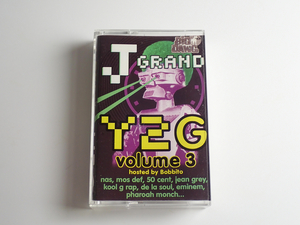 J GRAND
Y2G
volume 3
hosted by Bobbito
nas, mos def, 50 cent, jean grey,
kool g rap, de la soul, eminem,
pharoah monch...